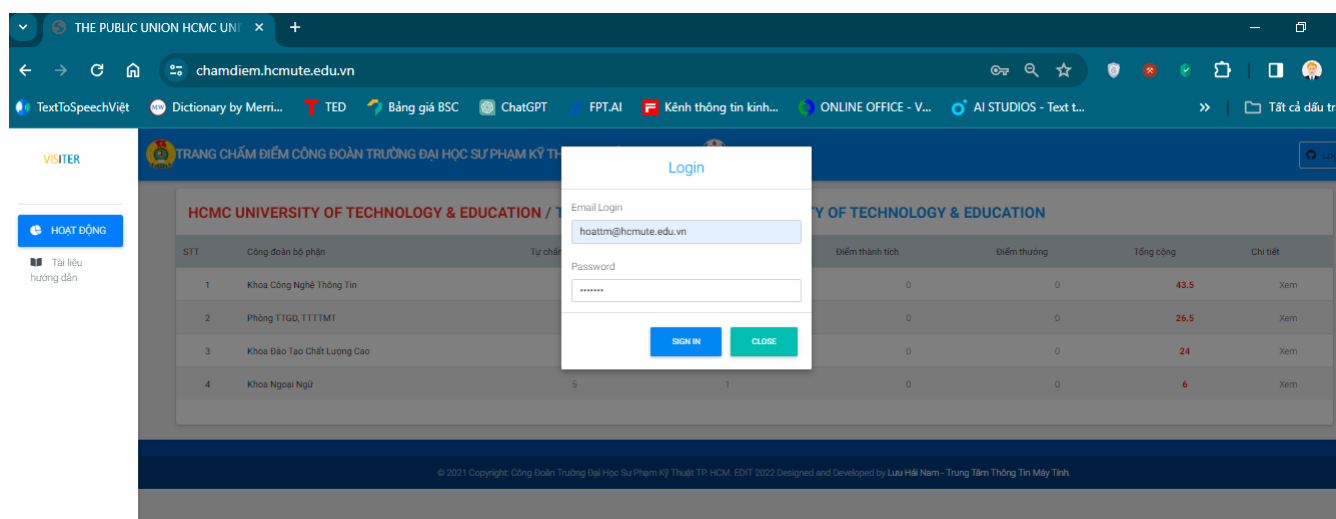 THE PUBLIC UNION HCMC UNI
chamdiem.hcmute.edu.vn
TextToSpeechViệt
Dictionary by Merri...
TED
Bảng giá BSC
ChatGPT
FPT.AI
Kênh thông tin kinh...
ONLINE OFFICE - V...
AI STUDIOS - Text t...
»
Tất cả dấu tr
VISITER
TRANG CHẤM ĐIỂM CÔNG ĐOÀN TRƯỜNG ĐẠI HỌC SƯ PHẠM KỸ TH
Login
HOẠT ĐỘNG
Tài liệu
hướng dẫn
HCMC UNIVERSITY OF TECHNOLOGY & EDUCATION / T
Y OF TECHNOLOGY & EDUCATION
Email Login
hoattm@hcmute.edu.vn
Password
•••••••
SIGN IN
CLOSE
STT Công đoàn bộ phận Tự chấ Điểm thành tích Điểm thưởng Tổng cộng Chi tiết
1 Khoa Công Nghệ Thông Tin 0 0 43.5 Xem
2 Phòng TTGD, TTTTMT 0 0 26.5 Xem
3 Khoa Đào Tạo Chất Lượng Cao 0 0 24 Xem
4 Khoa Ngoại Ngữ 5 1 0 0 6 Xem
© 2021 Copyright: Công Đoàn Trường Đại Học Sư Phạm Kỹ Thuật TP. HCM. EDIT 2022 Designed and Developed by Lưu Hải Nam - Trung Tâm Thông Tin Máy Tính.